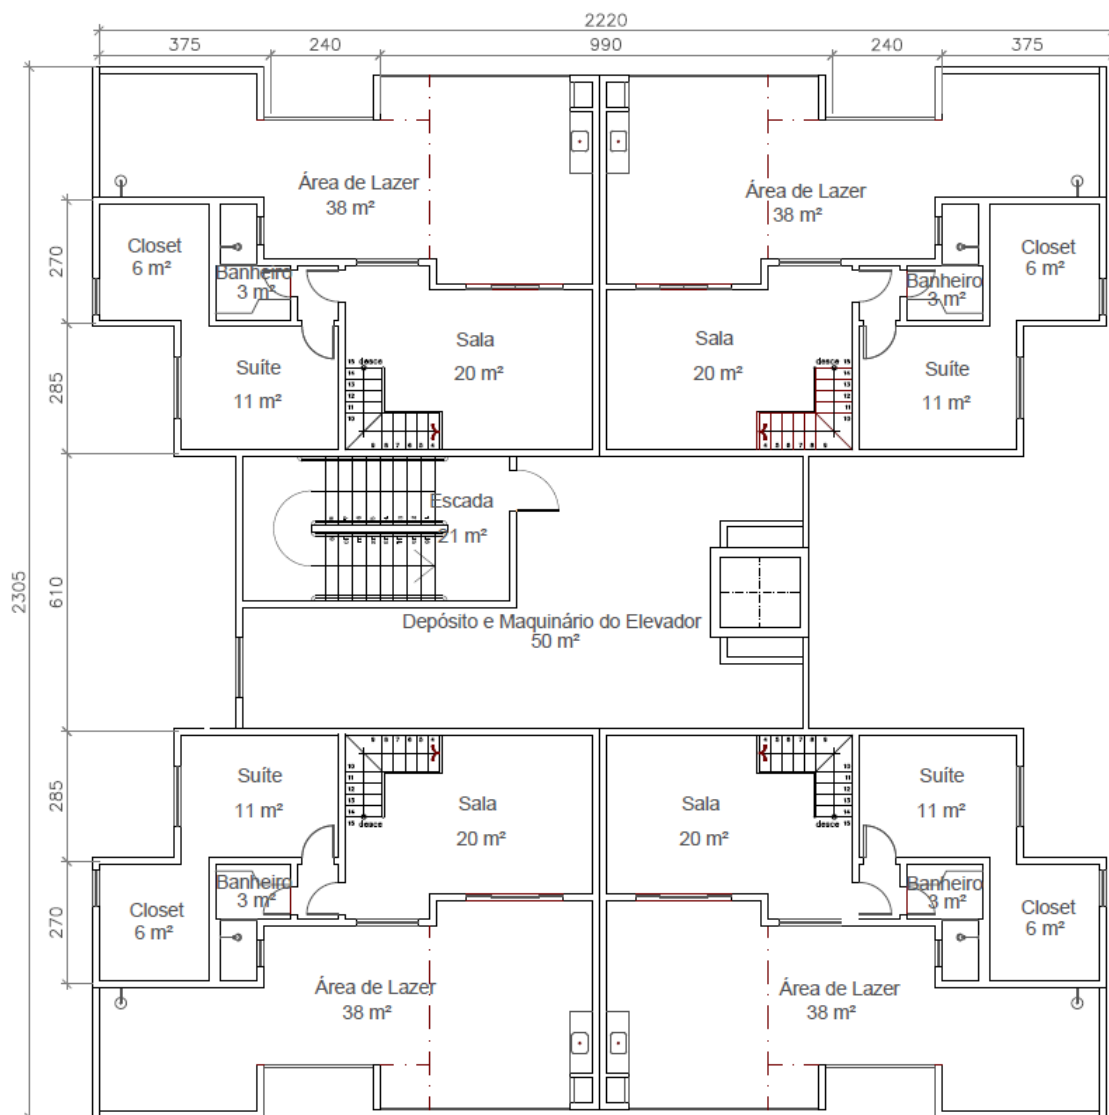 2220
375 240 990 240 375
Área de Lazer
38 m²
Área de Lazer
38 m²
Closet
6 m²
Banheiro
3 m²
Banheiro
3 m²
Closet
6 m²
270
Sala
20 m²
Sala
20 m²
Suíte
11 m²
desce
desce
Suíte
11 m²
285
Escada
21 m²
2305
610
Depósito e Maquinário do Elevador
50 m²
Suíte
11 m²
Sala
20 m²
desce
Sala
20 m²
desce
Suíte
11 m²
285
Banheiro
3 m²
Closet
6 m²
Banheiro
3 m²
Closet
6 m²
270
Área de Lazer
38 m²
Área de Lazer
38 m²